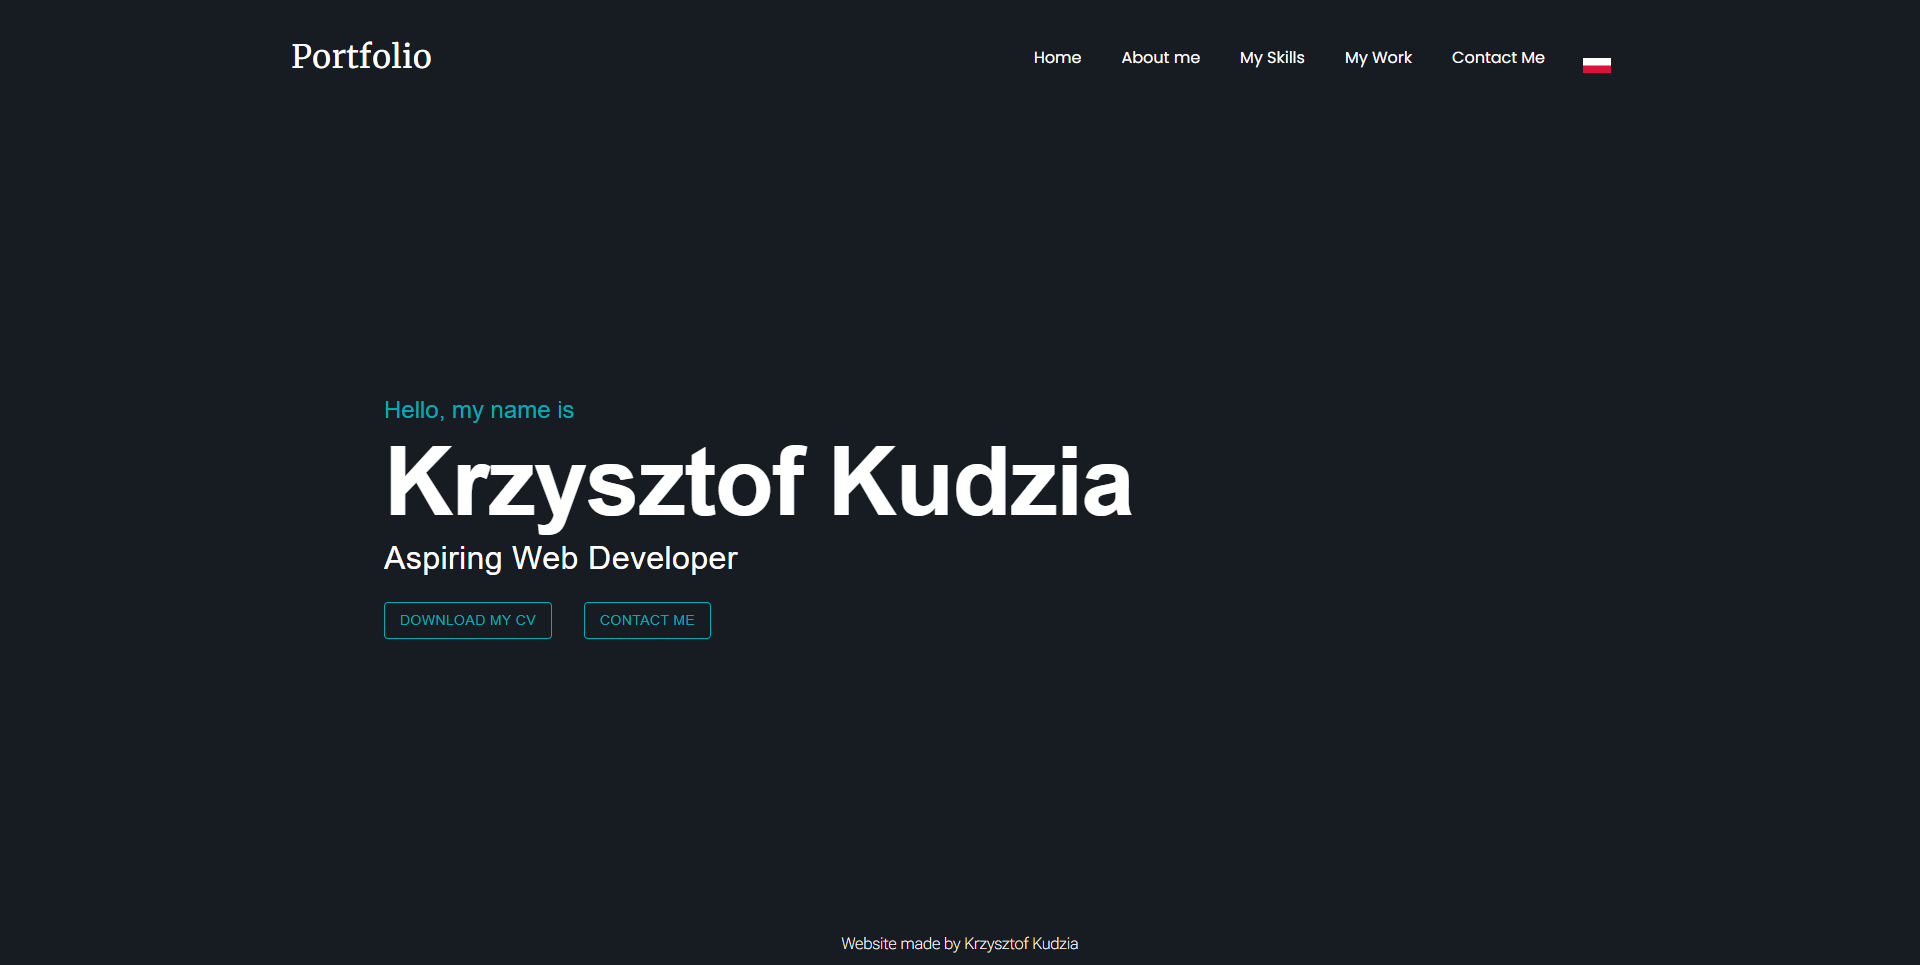 Portfolio
Home About me My Skills My Work Contact Me
Hello, my name is
Krzysztof Kudzia
Aspiring Web Developer
DOWNLOAD MY CV CONTACT ME
Website made by Krzysztof Kudzia